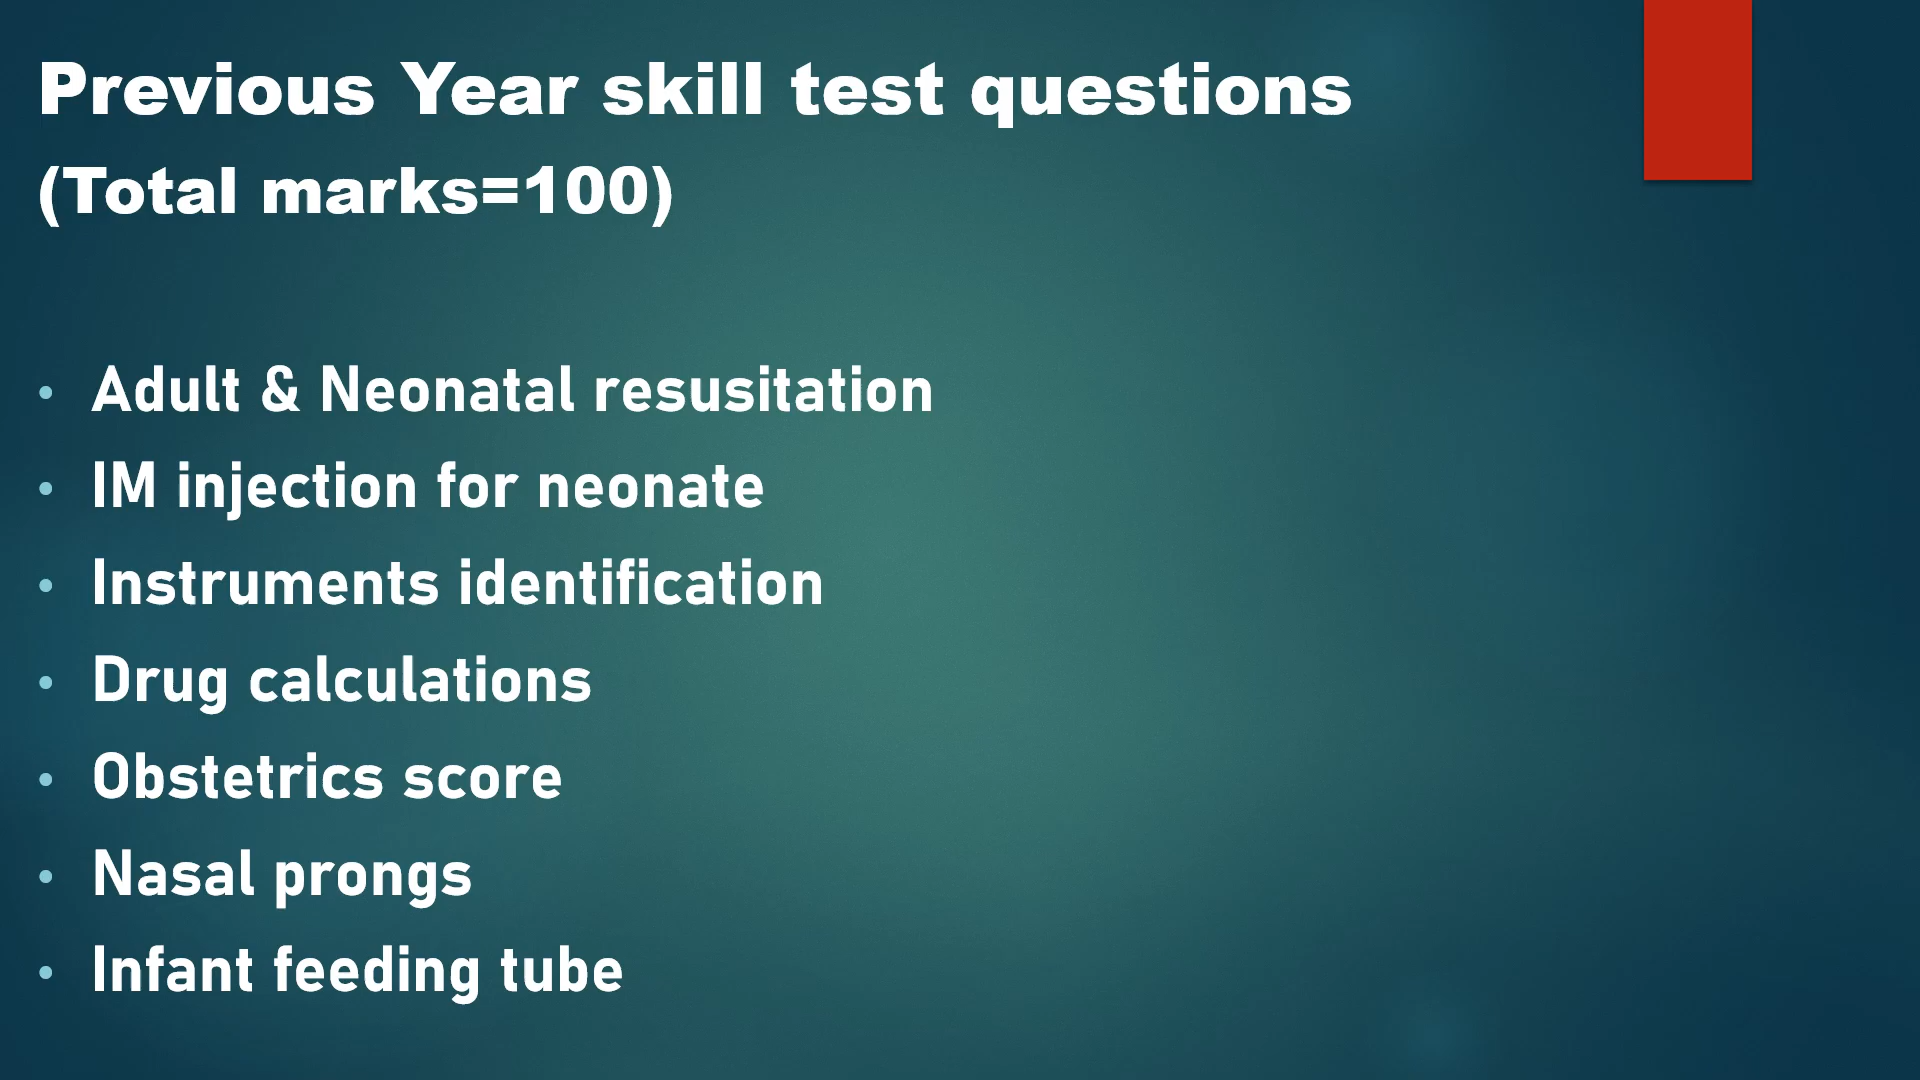 Previous Year skill test questions
(Total marks=100)
• Adult & Neonatal resusitation
• IM injection for neonate
• Instruments identification
• Drug calculations
• Obstetrics score
• Nasal prongs
• Infant feeding tube